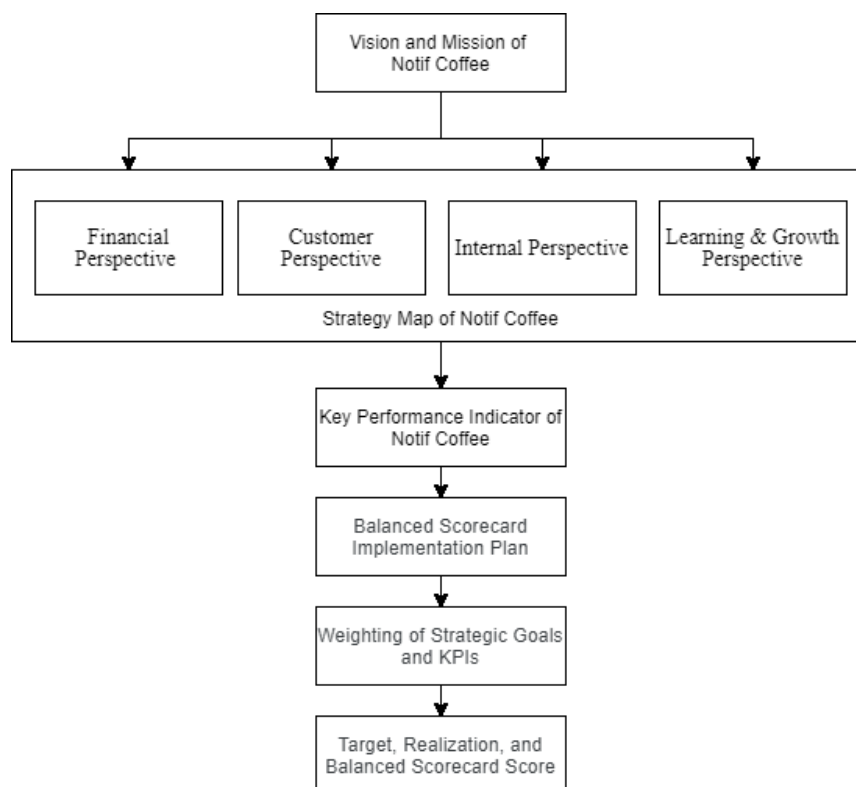 Vision and Mission of
Notif Coffee
Financial
Perspective
Customer
Perspective
Internal Perspective
Learning & Growth
Perspective
Strategy Map of Notif Coffee
Key Performance Indicator of
Notif Coffee
Balanced Scorecard
Implementation Plan
Weighting of Strategic Goals
and KPIs
Target, Realization, and
Balanced Scorecard Score